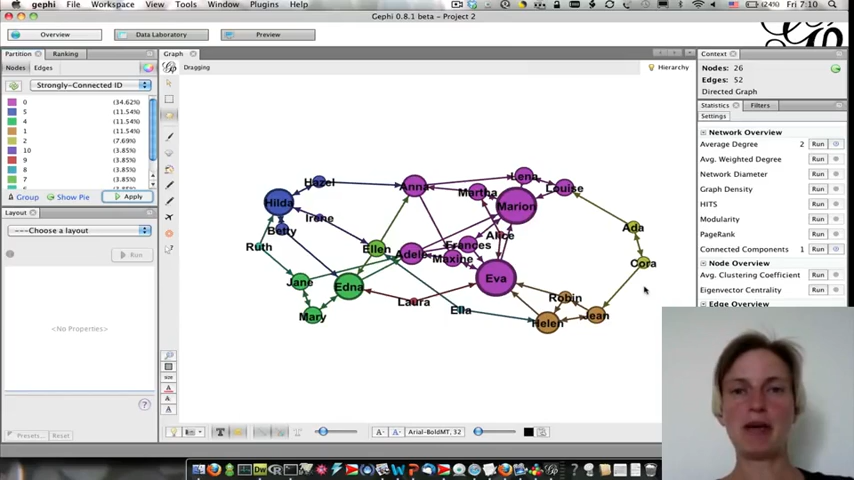 gephi File Workspace View Tools Window Plugins Help (24%) Fri 7:10
Gephi 0.8.1 beta - Project 2
Overview Data Laboratory Preview
Partition Ranking Graph Context
Nodes Edges Dragging Hierarchy Nodes: 26
Edges: 52
Strongly-Connected ID Directed Graph
0 (34.62%)
5 (11.54%)
4 (11.54%)
1 (11.54%)
2 (7.69%)
10 (3.85%)
9 (3.85%)
8 (3.85%)
7 (3.85%)
Group Show Pie Apply
Layout
---Choose a layout
Run
<No Properties>
Presets... Reset
Statistics Filters
Settings
Network Overview
Average Degree 2 Run
Avg. Weighted Degree Run
Network Diameter Run
Graph Density Run
HITS Run
Modularity Run
PageRank Run
Connected Components 1 Run
Node Overview
Avg. Clustering Coefficient Run
Eigenvector Centrality Run
Edge Overview
Hazel
Anna
Lena
Martha
Louise
Hilda
Marion
Irene
Betty
Ada
Alice
Ruth
Ellen
Frances
Adele
Maxine
Cora
Jane
Edna
Eva
Laura
Robin
Ella
Mary
Helen
Jean
Arial-BoldMT, 32